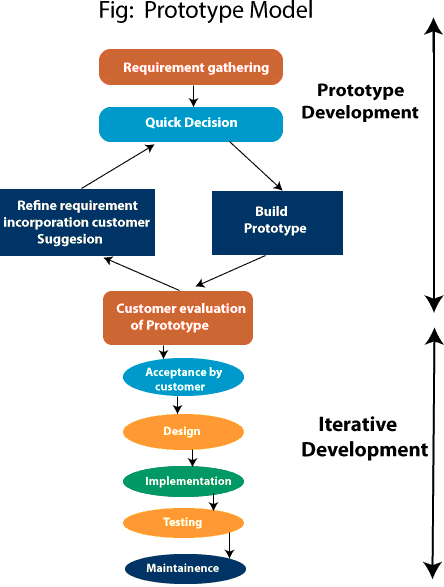 Fig: Prototype Model
Requirement gathering
Quick Decision
Prototype
Development
Refine requirement
incorporation customer
Suggesion
Build
Prototype
Customer evaluation
of Prototype
Acceptance by
customer
Design
Iterative
Development
Implementation
Testing
Maintainence